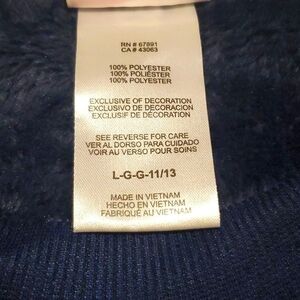 RN # 67891
CA # 43063
100% POLYESTER
100% POLIÉSTER
100% POLYESTER
EXCLUSIVE OF DECORATION
EXCLUSIVO DE DECORACION
EXCLUSIF DE DÉCORATION
SEE REVERSE FOR CARE
VER AL DORSO PARA CUIDADO
VOIR AU VERSO POUR SOINS
L-G-G-11/13
MADE IN VIETNAM
HECHO EN VIETNAM
FABRIQUÉ AU VIETNAM